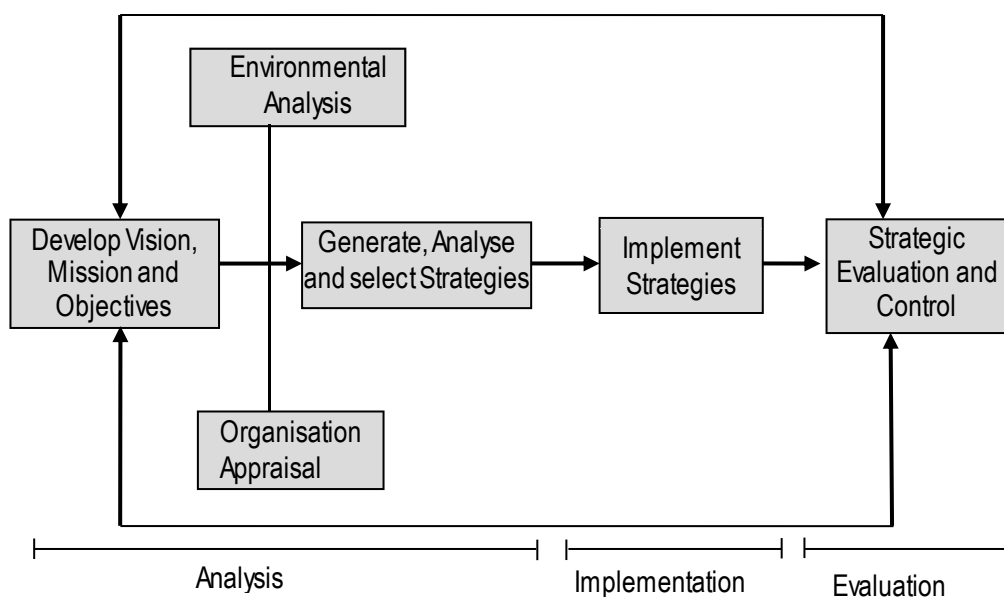 Environmental
Analysis
Develop Vision,
Mission and
Objectives
Generate, Analyse
and select Strategies
Implement
Strategies
Strategic
Evaluation and
Control
Organisation
Appraisal
Analysis
Implementation
Evaluation